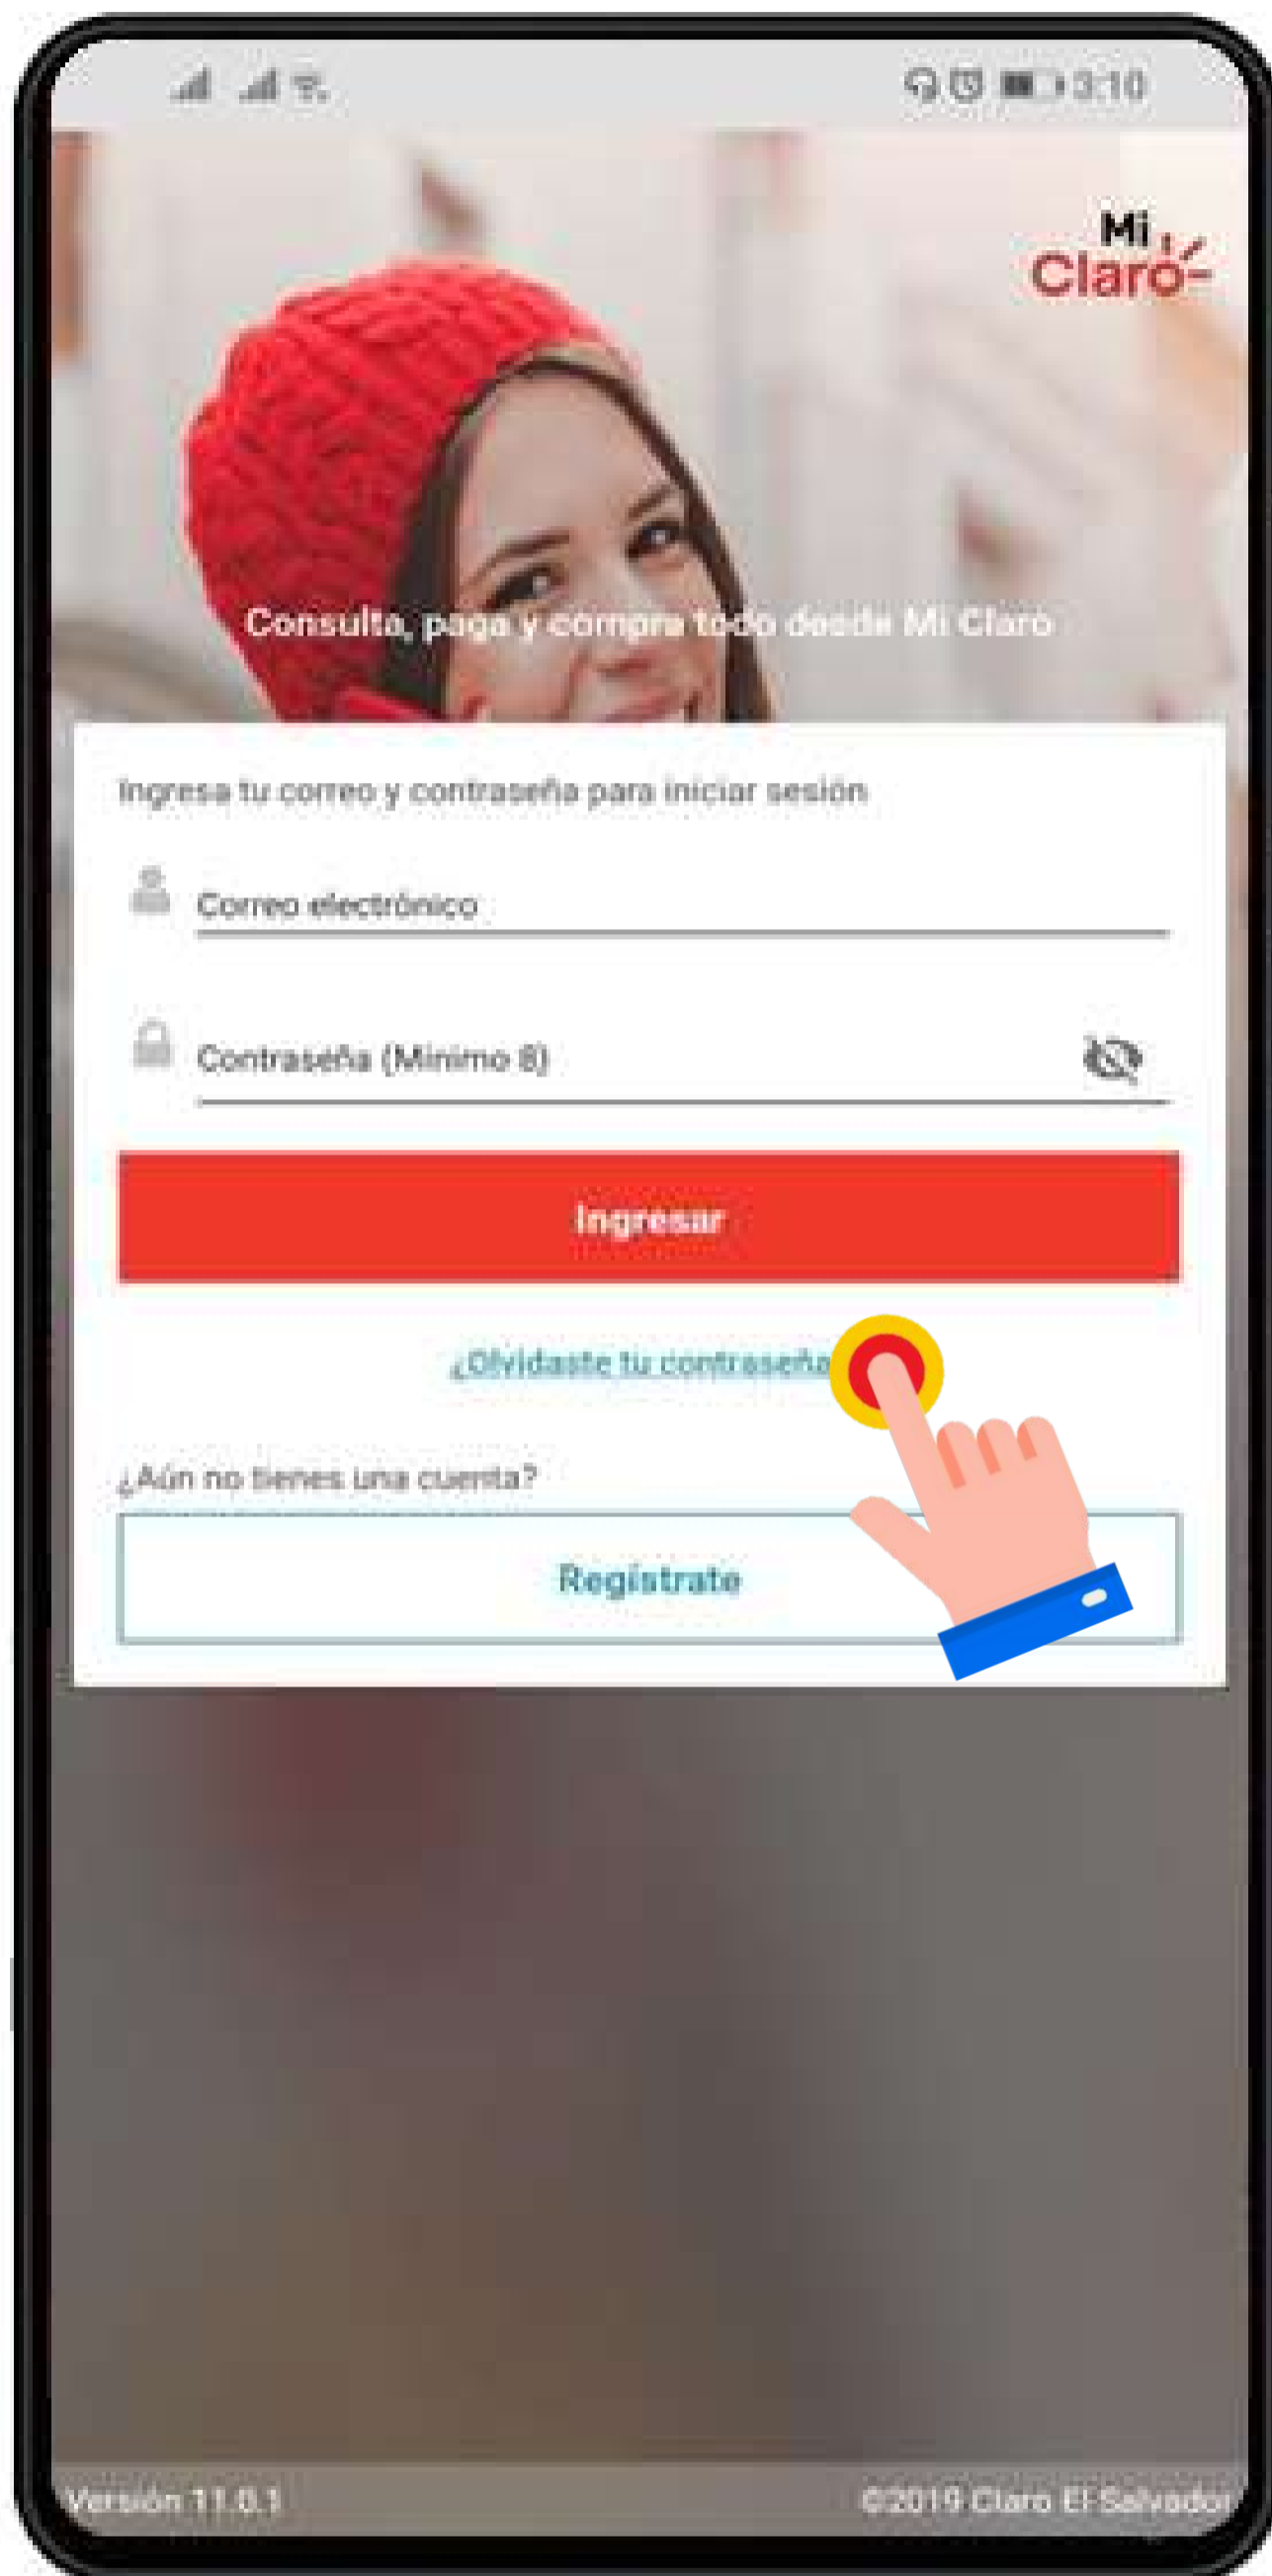 3:10
Mi
Claro
Consulta, paga y compra todo desde Mi Claro
Ingresa tu correo y contraseña para iniciar sesión
Correo electrónico
Contraseña (Mínimo 8)
Ingresar
¿Olvidaste tu contraseña
¿Aún no tienes una cuenta?
Regístrate
Versión 11.0.1
©2019 Claro El Salvador